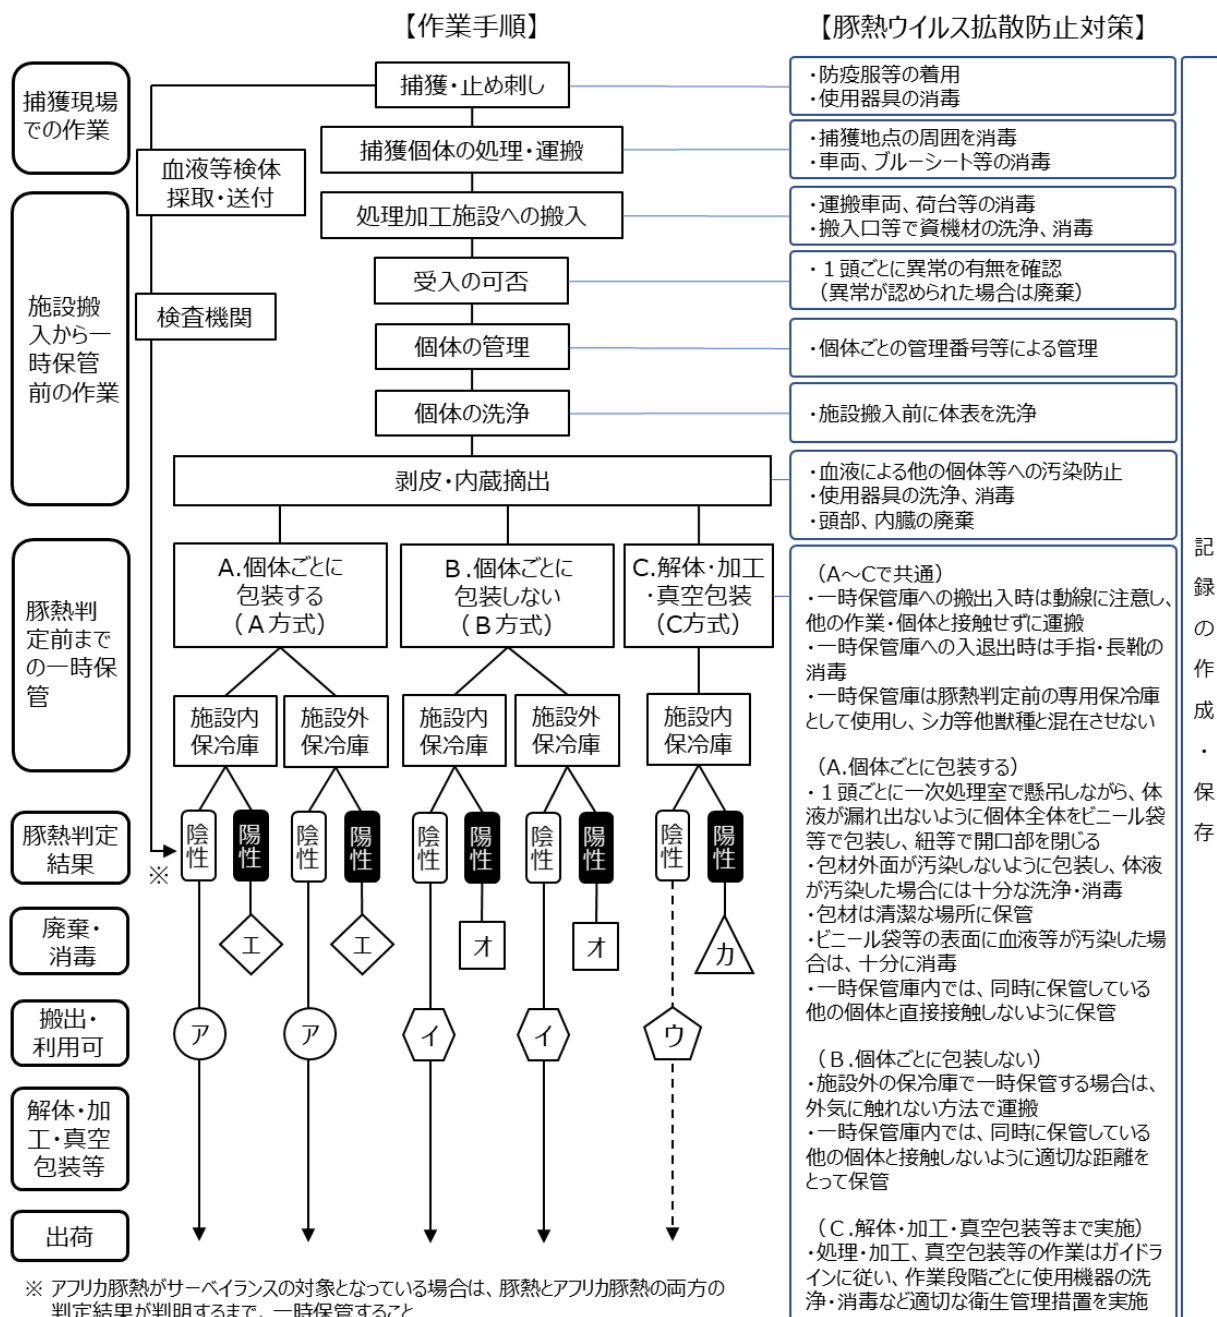 【作業手順】
【豚熱ウイルス拡散防止対策】
捕獲現場
での作業
捕獲・止め刺し
・防疫服等の着用
・使用器具の消毒
捕獲個体の処理・運搬
・捕獲地点の周囲を消毒
・車両、ブルーシート等の消毒
血液等検体
採取・送付
処理加工施設への搬入
・運搬車両、荷台等の消毒
・搬入口等で資機材の洗浄、消毒
施設搬
入から一
時保管
前の作業
受入の可否
・１頭ごとに異常の有無を確認
（異常が認められた場合は廃棄）
検査機関
個体の管理
・個体ごとの管理番号等による管理
個体の洗浄
・施設搬入前に体表を洗浄
剥皮・内蔵摘出
・血液による他の個体等への汚染防止
・使用器具の洗浄、消毒
・頭部、内臓の廃棄
豚熱判
定前まで
の一時保
管
A.個体ごとに
包装する
（A方式）
B.個体ごとに
包装しない
（B方式）
C.解体・加工
・真空包装
（C方式）
施設内
保冷庫
施設外
保冷庫
施設内
保冷庫
施設外
保冷庫
施設内
保冷庫
豚熱判定
結果
※
陰性
陽性
陰性
陽性
陰性
陽性
陰性
陽性
陰性
陽性
廃棄・
消毒
エ
エ
オ
オ
カ
搬出・
利用可
ア
ア
イ
イ
ウ
解体・加
工・真空
包装等
出荷
（A～Cで共通）
・一時保管庫への搬出入時は動線に注意し、
他の作業・個体と接触せずに運搬
・一時保管庫への入退出時は手指・長靴の
消毒
・一時保管庫は豚熱判定前の専用保冷庫
として使用し、シカ等他獣種と混在させない
（A.個体ごとに包装する）
・１頭ごとに一次処理室で懸吊しながら、体
液が漏れ出ないように個体全体をビニール袋
等で包装し、紐等で開口部を閉じる
・包材外面が汚染しないように包装し、体液
が汚染した場合には十分な洗浄・消毒
・包材は清潔な場所に保管
・ビニール袋等の表面に血液等が汚染した場
合は、十分に消毒
・一時保管庫内では、同時に保管している
他の個体と直接接触しないように保管
（B.個体ごとに包装しない）
・施設外の保冷庫で一時保管する場合は、
外気に触れない方法で運搬
・一時保管庫内では、同時に保管している
他の個体と接触しないように適切な距離を
とって保管
（C.解体・加工・真空包装等まで実施）
・処理・加工、真空包装等の作業はガイドラ
インに従い、作業段階ごとに使用機器の洗
浄・消毒など適切な衛生管理措置を実施
記録の作成・保存
※ アフリカ豚熱がサーベイランスの対象となっている場合は、豚熱とアフリカ豚熱の両方の
判定結果が判明するまで、一時保管すること